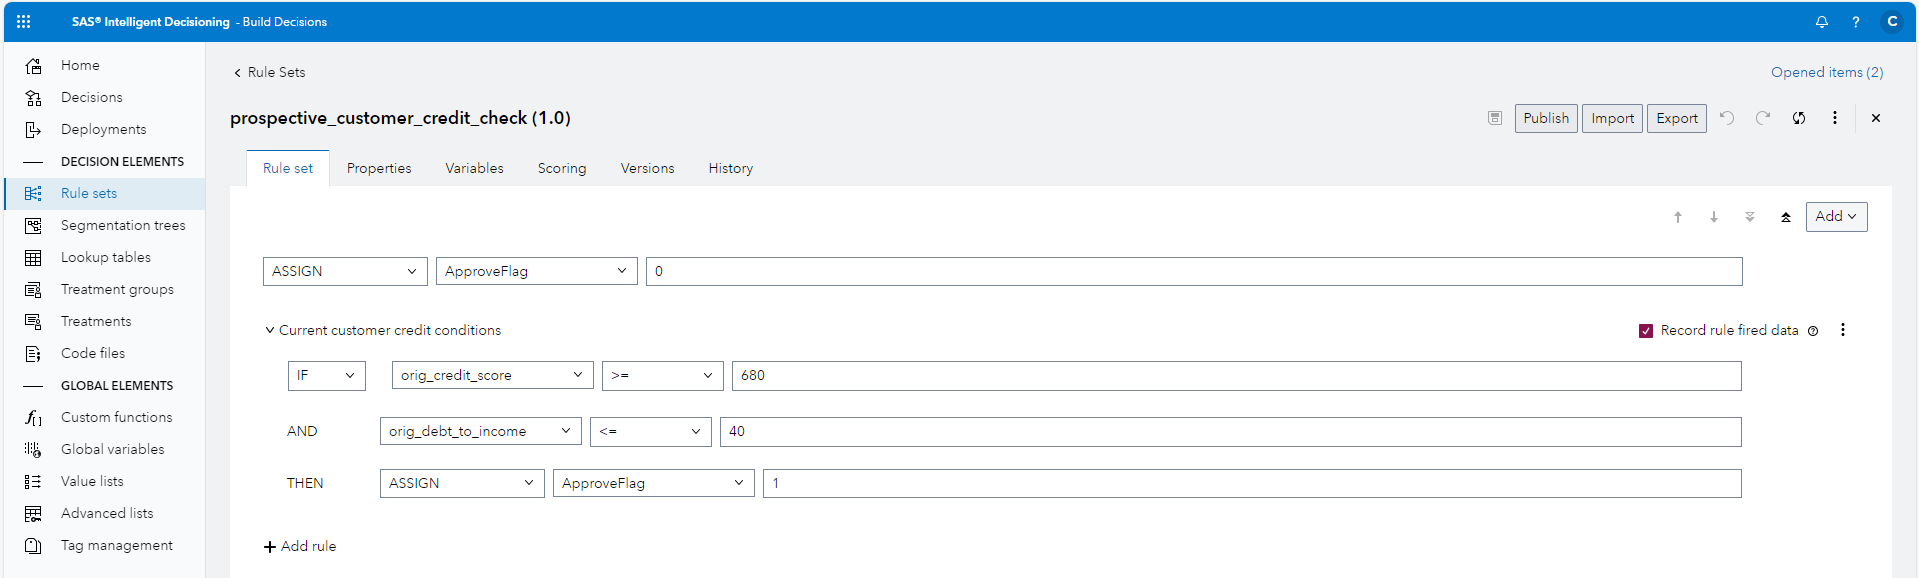 SAS® Intelligent Decisioning - Build Decisions
? C
Home
Decisions
Deployments
DECISION ELEMENTS
Rule sets
Segmentation trees
Lookup tables
Treatment groups
Treatments
Code files
GLOBAL ELEMENTS
Custom functions
Global variables
Value lists
Advanced lists
Tag management
Rule Sets
Opened items (2)
prospective_customer_credit_check (1.0)
Publish Import Export
Rule set Properties Variables Scoring Versions History
Add
ASSIGN ApproveFlag 0
Current customer credit conditions
Record rule fired data
IF orig_credit_score >= 680
AND orig_debt_to_income <= 40
THEN ASSIGN ApproveFlag 1
Add rule